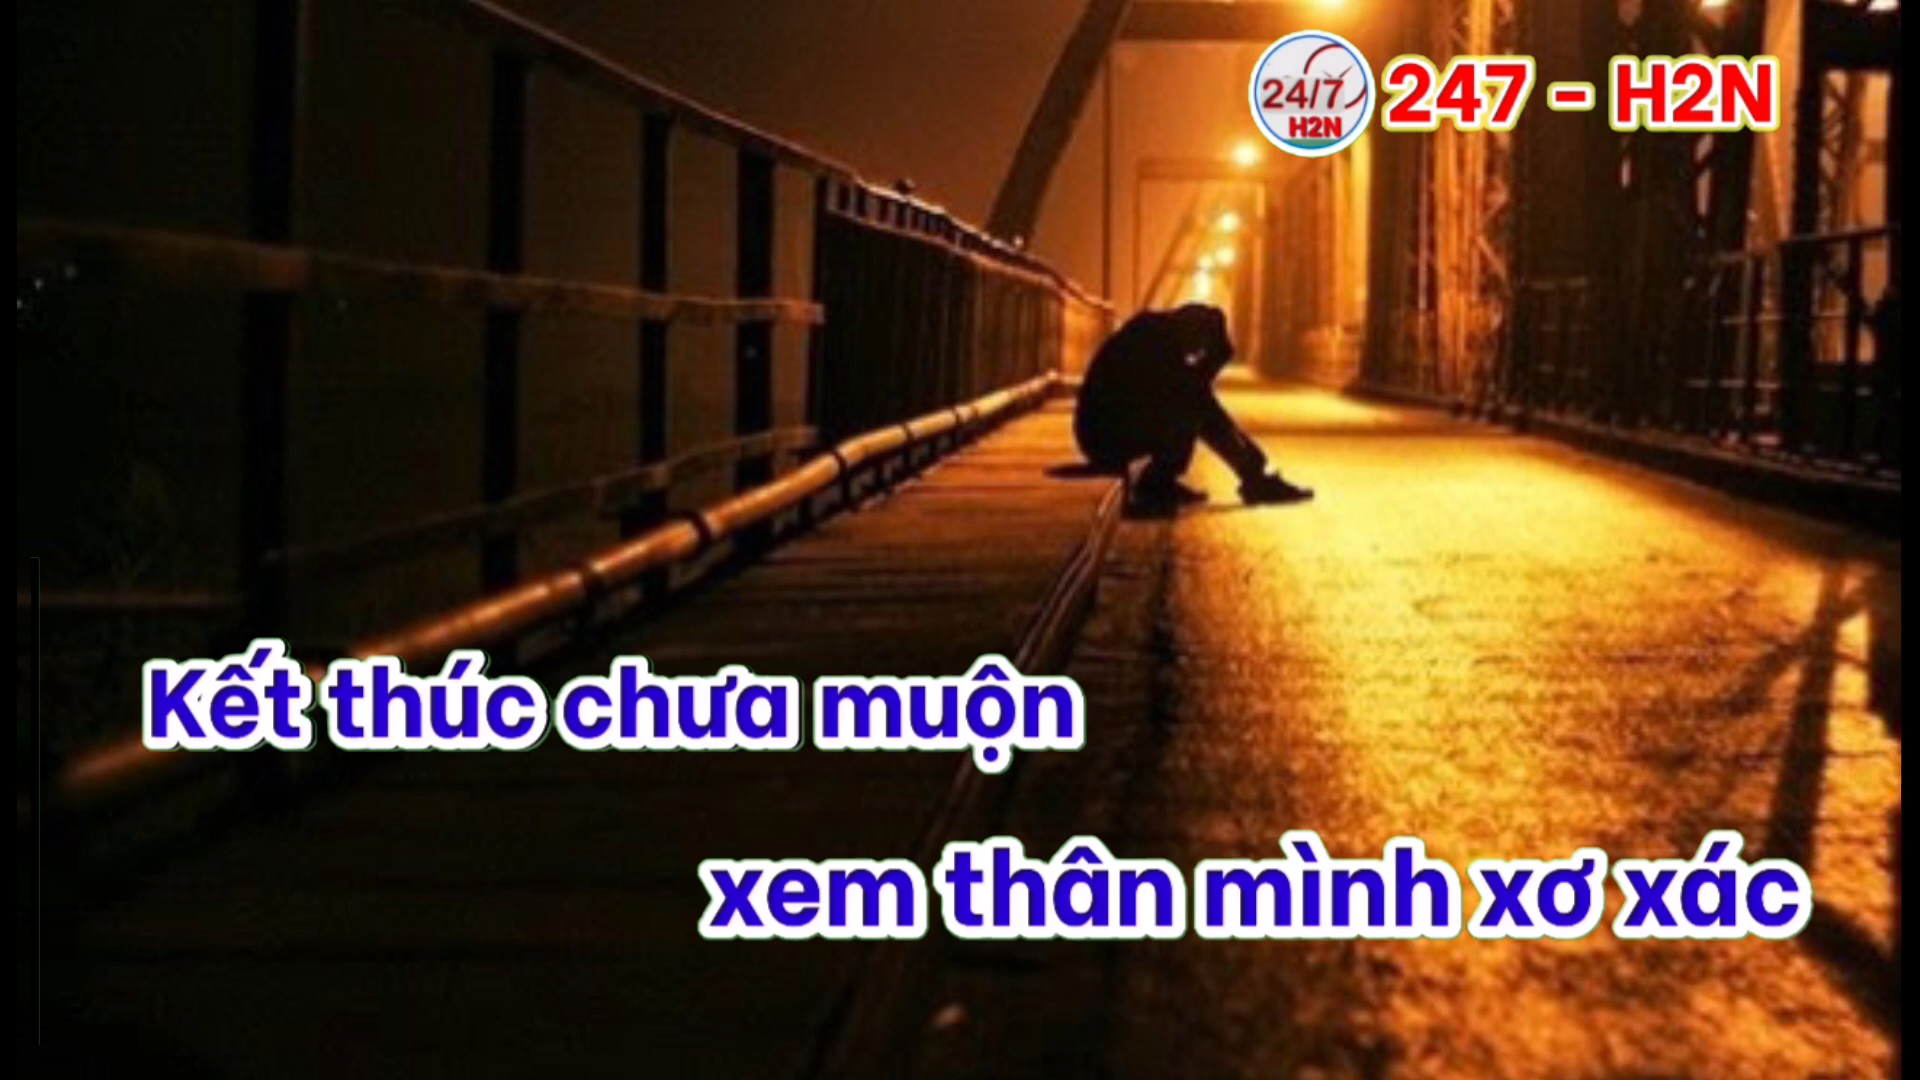 24/7
H2N
247 - H2N
Kết thúc chưa muộn
xem thân mình xơ xác